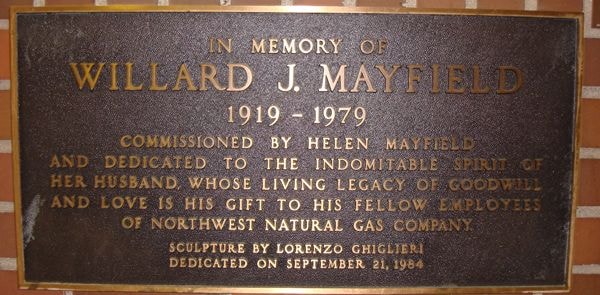 IN MEMORY OF
WILLARD J. MAYFIELD
1919 - 1979
COMMISSIONED BY HELEN MAYFIELD
AND DEDICATED TO THE INDOMITABLE SPIRIT OF
HER HUSBAND, WHOSE LIVING LEGACY OF GOODWILL
AND LOVE IS HIS GIFT TO HIS FELLOW EMPLOYEES
OF NORTHWEST NATURAL GAS COMPANY.
SCULPTURE BY LORENZO GHIGLIERI
DEDICATED ON SEPTEMBER 21, 1984